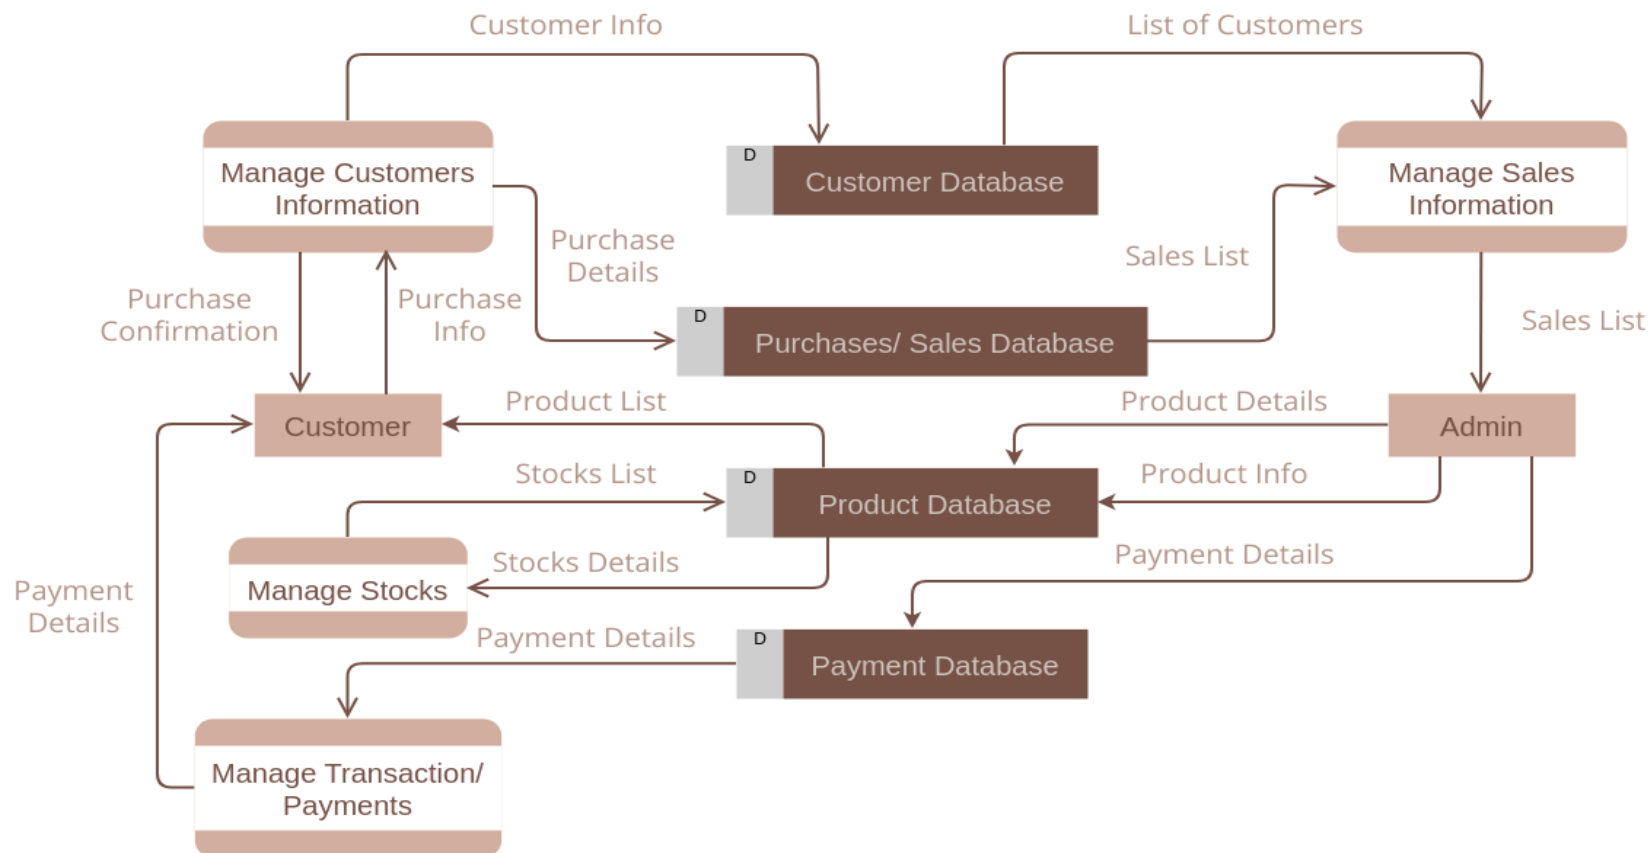 Customer Info
List of Customers
Manage Customers
Information
D
Customer Database
Manage Sales
Information
Purchase
Details
Sales List
Purchase
Confirmation
Purchase
Info
D
Purchases/ Sales Database
Sales List
Customer
Product List
Product Details
Admin
Stocks List
D
Product Database
Product Info
Manage Stocks
Stocks Details
Payment Details
Payment
Details
Payment Details
D
Payment Database
Manage Transaction/
Payments